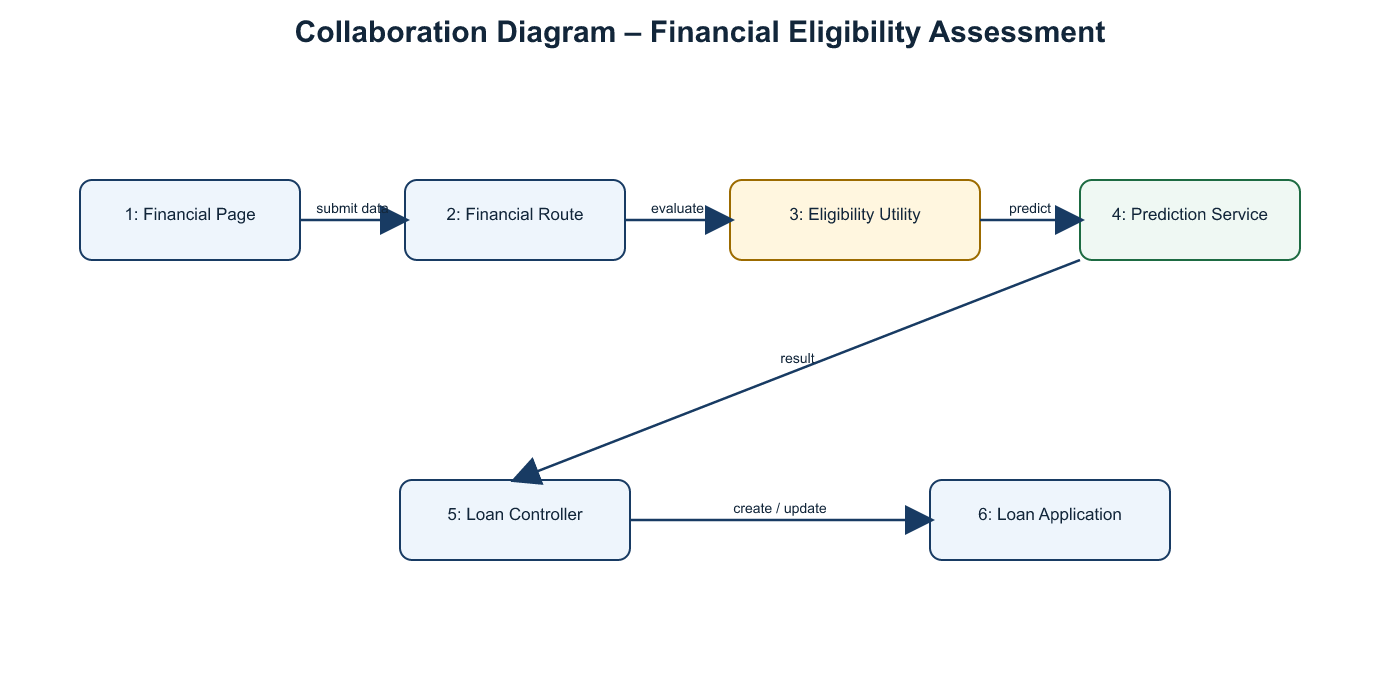 Collaboration Diagram – Financial Eligibility Assessment
1: Financial Page
submit data
2: Financial Route
evaluate
3: Eligibility Utility
predict
4: Prediction Service
result
5: Loan Controller
create / update
6: Loan Application